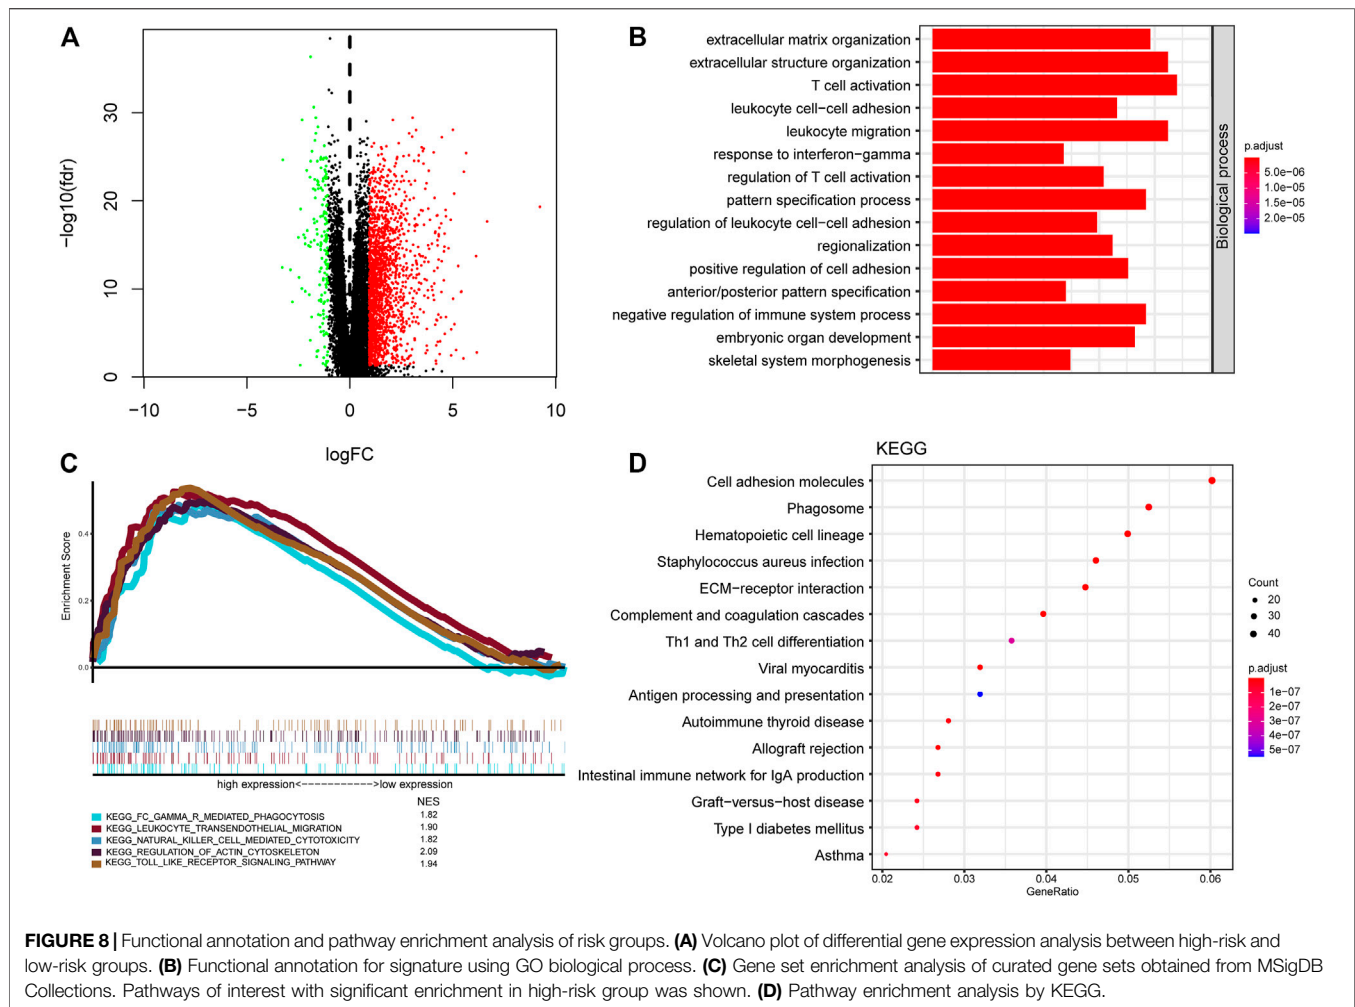 A
−log10(fdr)
30
20
10
0
−10
−5
0
5
10
logFC
B
extracellular matrix organization
extracellular structure organization
T cell activation
leukocyte cell−cell adhesion
leukocyte migration
response to interferon−gamma
regulation of T cell activation
pattern specification process
regulation of leukocyte cell−cell adhesion
regionalization
positive regulation of cell adhesion
anterior/posterior pattern specification
negative regulation of immune system process
embryonic organ development
skeletal system morphogenesis
Biological process
p.adjust
5.0e−06
1.0e−05
1.5e−05
2.0e−05
C
Enrichment Score
0.4
0.2
0.0
high expression<−−−−−−−−−−−>low expression
NES
KEGG_FC_GAMMA_R_MEDIATED_PHAGOCYTOSIS 1.82
KEGG_LEUKOCYTE_TRANSENDOTHELIAL_MIGRATION 1.90
KEGG_NATURAL_KILLER_CELL_MEDIATED_CYTOTOXICITY 1.82
KEGG_REGULATION_OF_ACTIN_CYTOSKELETON 2.09
KEGG_TOLL_LIKE_RECEPTOR_SIGNALING_PATHWAY 1.94
D
KEGG
Cell adhesion molecules
Phagosome
Hematopoietic cell lineage
Staphylococcus aureus infection
ECM−receptor interaction
Complement and coagulation cascades
Th1 and Th2 cell differentiation
Viral myocarditis
Antigen processing and presentation
Autoimmune thyroid disease
Allograft rejection
Intestinal immune network for IgA production
Graft−versus−host disease
Type I diabetes mellitus
Asthma
0.02
0.03
0.04
0.05
0.06
GeneRatio
Count
20
30
40
p.adjust
1e−07
2e−07
3e−07
4e−07
5e−07
FIGURE 8 | Functional annotation and pathway enrichment analysis of risk groups. (A) Volcano plot of differential gene expression analysis between high-risk and
low-risk groups. (B) Functional annotation for signature using GO biological process. (C) Gene set enrichment analysis of curated gene sets obtained from MSigDB
Collections. Pathways of interest with significant enrichment in high-risk group was shown. (D) Pathway enrichment analysis by KEGG.